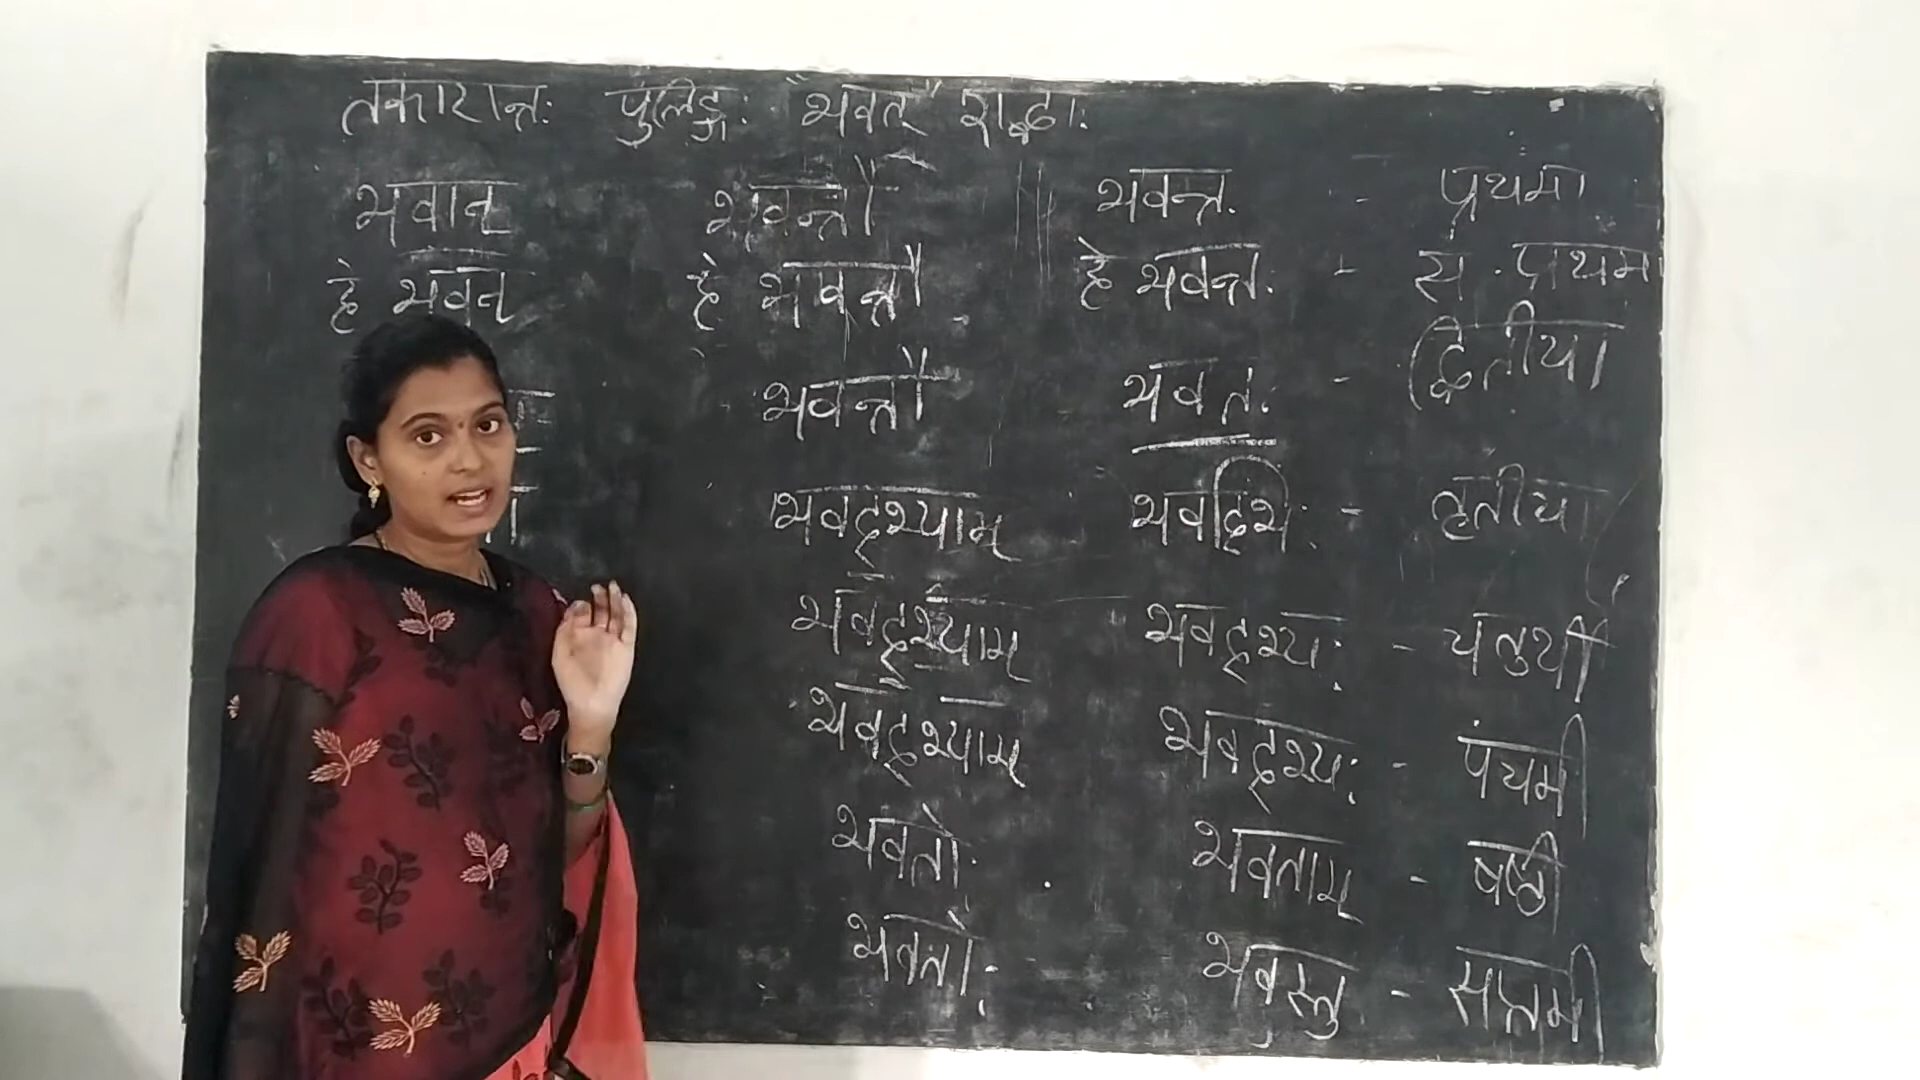 तकारान्तः पुंलिङ्गः "भवत्" शब्दः
भवान् भवन्तौ भवन्तः - प्रथमा
हे भवन् हे भवन्तौ हे भवन्तः - सं. प्रथमा
भवन्तौ भवतः - द्वितीया
भवद्भ्याम् भवद्भिः - तृतीया
भवद्भ्याम् भवद्भ्यः - चतुर्थी
भवद्भ्याम् भवद्भ्यः - पंचमी
भवतोः भवताम् - षष्ठी
भवतोः भवत्सु - सप्तमी